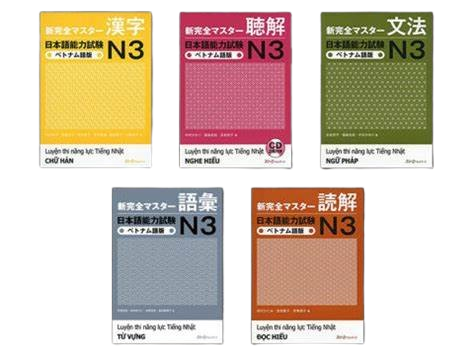 新完全マスター 漢字
日本語能力試験 N3
ベトナム語版
Luyện thi năng lực Tiếng Nhật
CHỮ HÁN
新完全マスター 聴解
日本語能力試験 N3
ベトナム語版
CD
Luyện thi năng lực Tiếng Nhật
NGHE HIỂU
新完全マスター 文法
日本語能力試験 N3
ベトナム語版
Luyện thi năng lực Tiếng Nhật
NGỮ PHÁP
新完全マスター 語彙
日本語能力試験 N3
ベトナム語版
Luyện thi năng lực Tiếng Nhật
TỪ VỰNG
新完全マスター 読解
日本語能力試験 N3
ベトナム語版
Luyện thi năng lực Tiếng Nhật
ĐỌC HIỂU